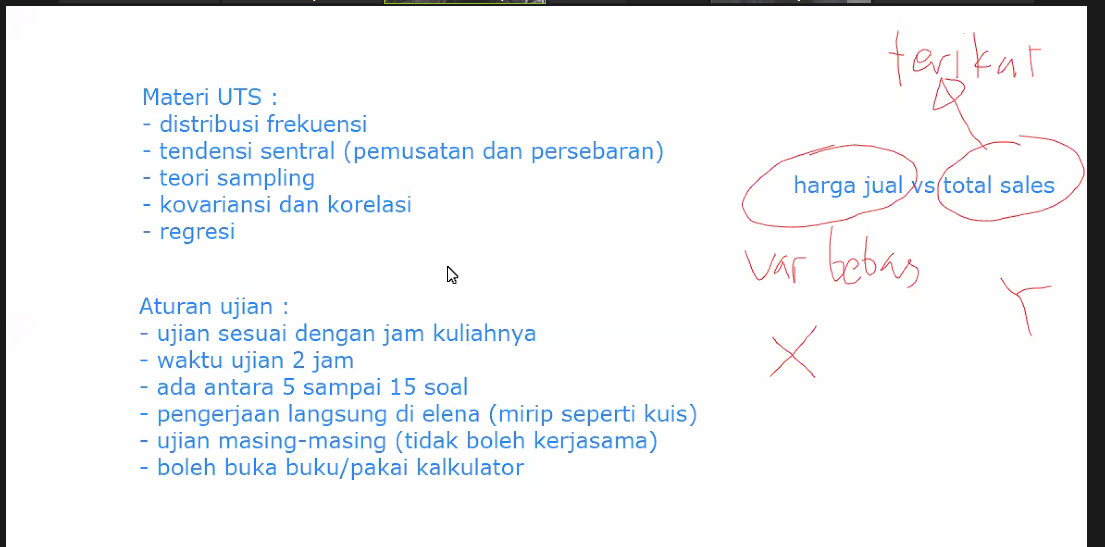 Materi UTS :
- distribusi frekuensi
- tendensi sentral (pemusatan dan persebaran)
- teori sampling
- kovariansi dan korelasi
- regresi
Aturan ujian :
- ujian sesuai dengan jam kuliahnya
- waktu ujian 2 jam
- ada antara 5 sampai 15 soal
- pengerjaan langsung di elena (mirip seperti kuis)
- ujian masing-masing (tidak boleh kerjasama)
- boleh buka buku/pakai kalkulator
terikat
harga jual vs total sales
var bebas
X
Y